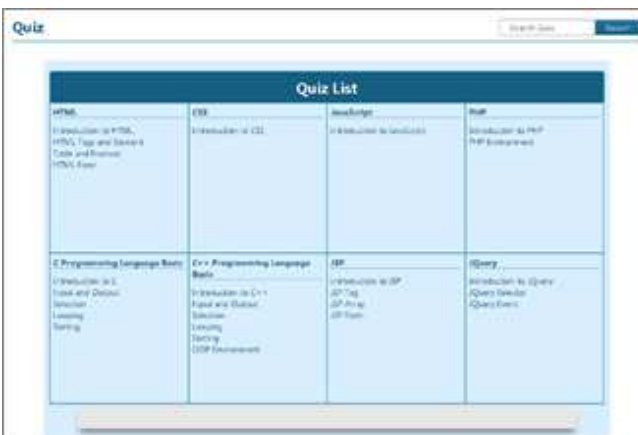 Quiz
Search Quiz
Search
Quiz List
HTML
Introduction to HTML
HTML Tags and Element
Table and Frames
HTML Form
CSS
Introduction to CSS
JavaScript
Introduction to JavaScript
PHP
Introduction to PHP
PHP Environment
C Programming Language Basic
Introduction to C
Input and Output
Selection
Looping
Sorting
C++ Programming Language
Basic
Introduction to C++
Input and Output
Selection
Looping
Sorting
OOP Environment
JSP
Introduction to JSP
JSP Tag
JSP Array
JSP Form
JQuery
Introduction to JQuery
JQuery Selector
JQuery Event